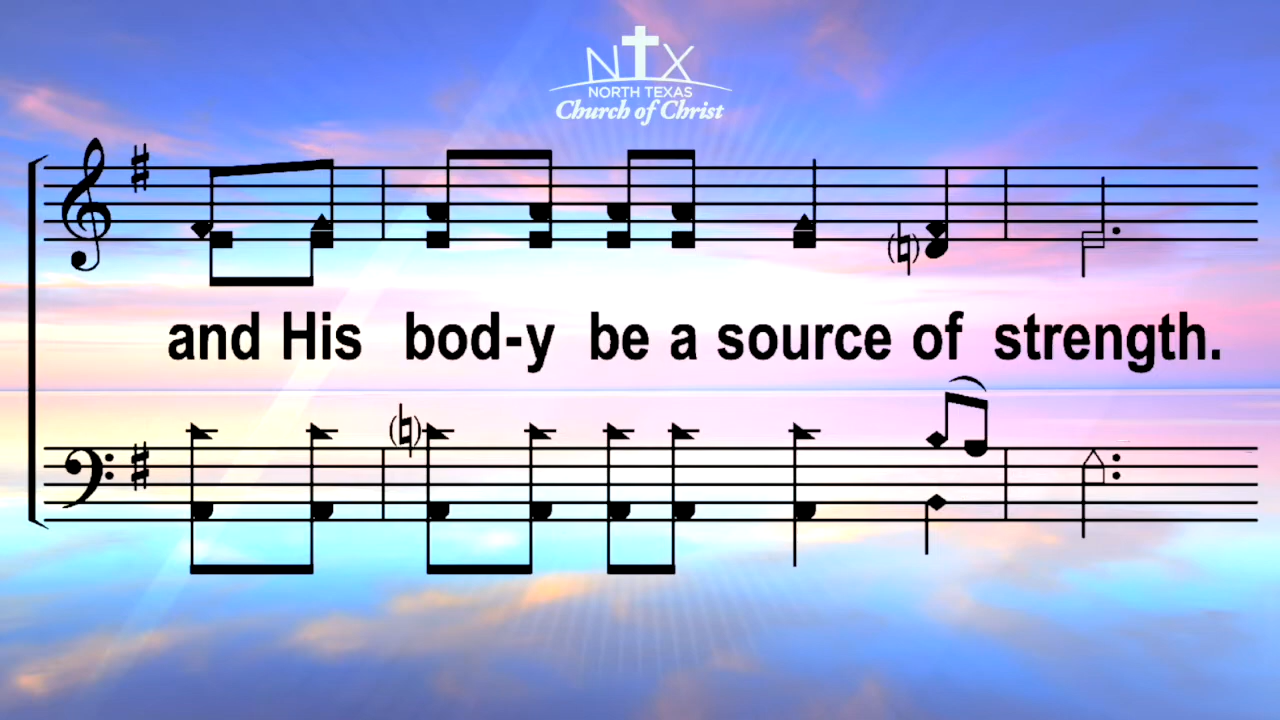 NTX
NORTH TEXAS
Church of Christ
and His bod-y be a source of strength.